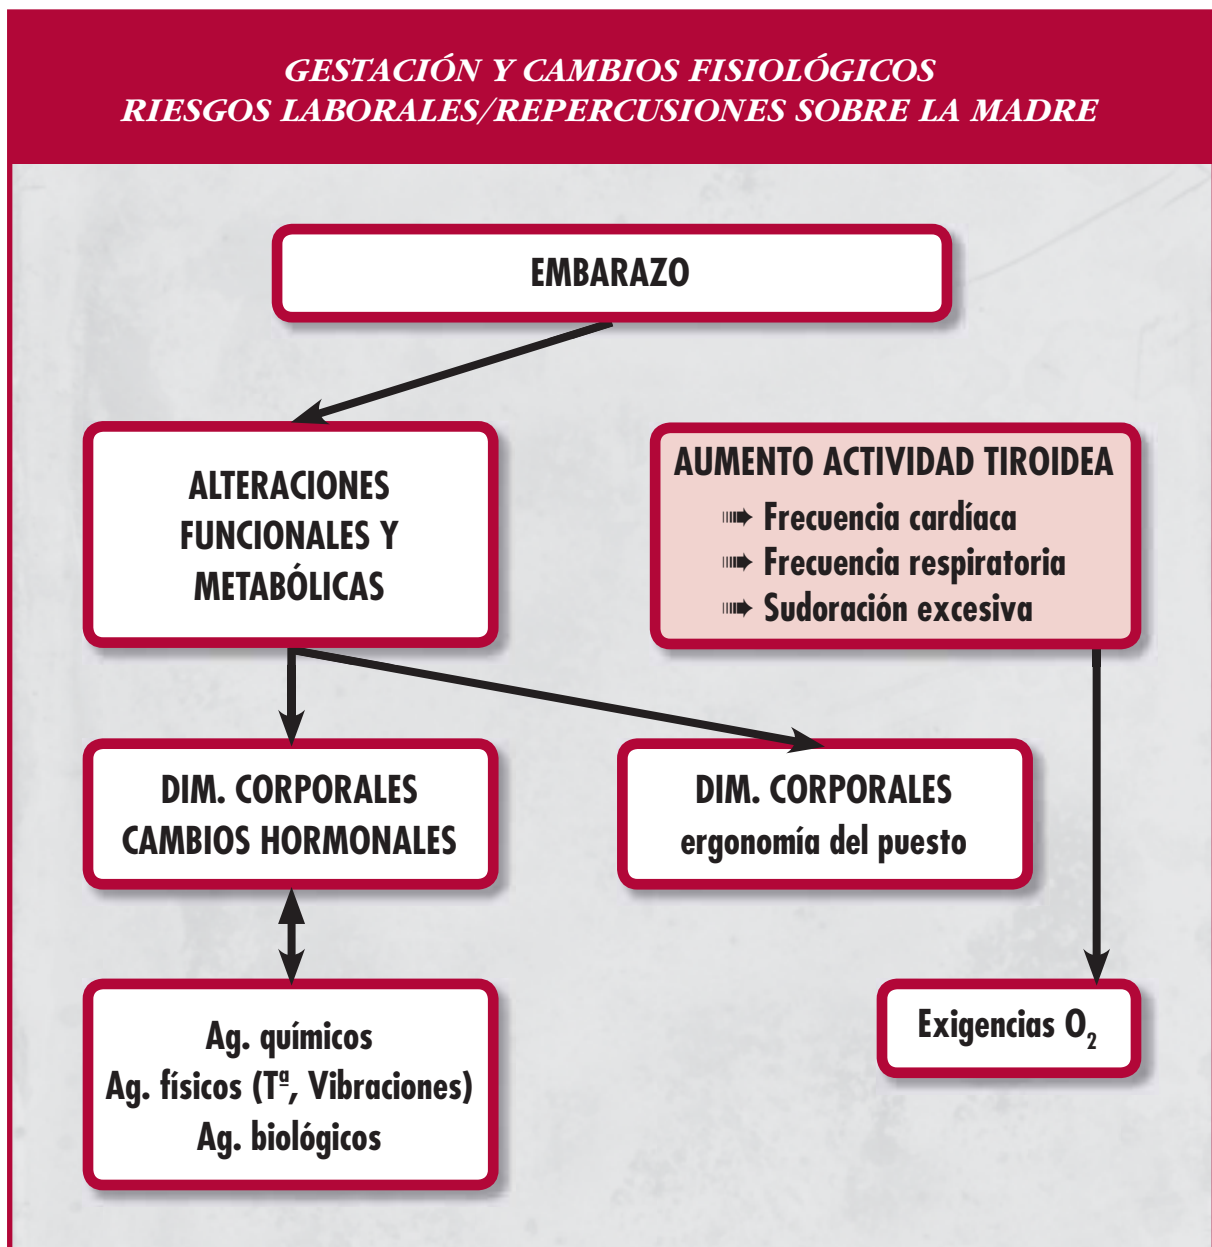 GESTACIÓN Y CAMBIOS FISIOLÓGICOS
RIESGOS LABORALES/REPERCUSIONES SOBRE LA MADRE
EMBARAZO
ALTERACIONES
FUNCIONALES Y
METABÓLICAS
AUMENTO ACTIVIDAD TIROIDEA
➠ Frecuencia cardíaca
➠ Frecuencia respiratoria
➠ Sudoración excesiva
DIM. CORPORALES
CAMBIOS HORMONALES
DIM. CORPORALES
ergonomía del puesto
Ag. químicos
Ag. físicos (Tª, Vibraciones)
Ag. biológicos
Exigencias O₂